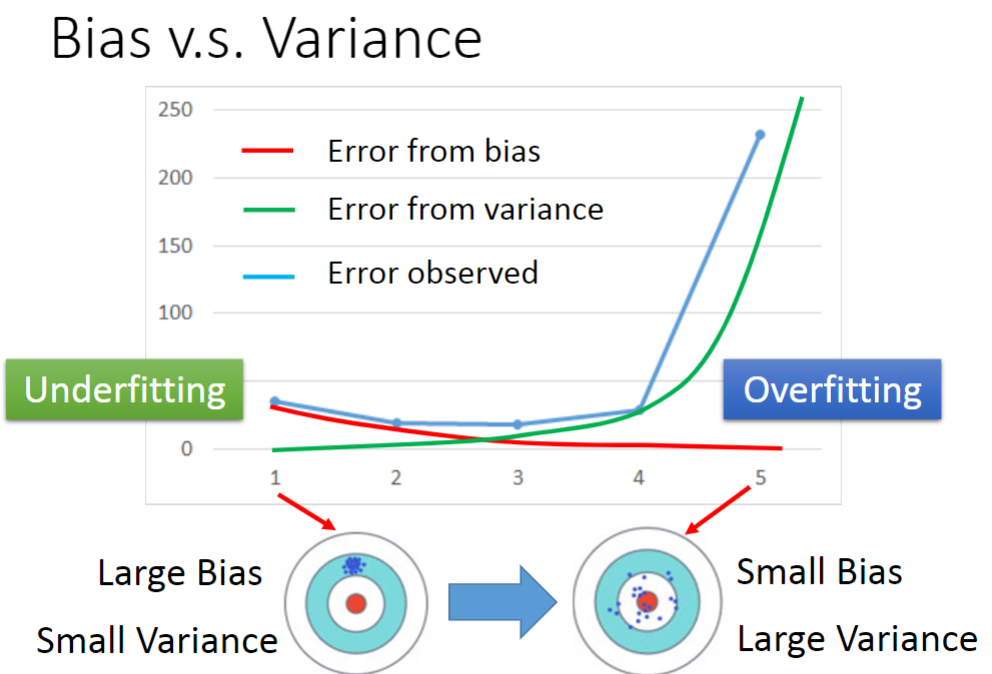 Bias v.s. Variance
250
200
150
100
0
Error from bias
Error from variance
Error observed
Underfitting
Overfitting
1 2 3 4 5
Large Bias
Small Variance
Small Bias
Large Variance